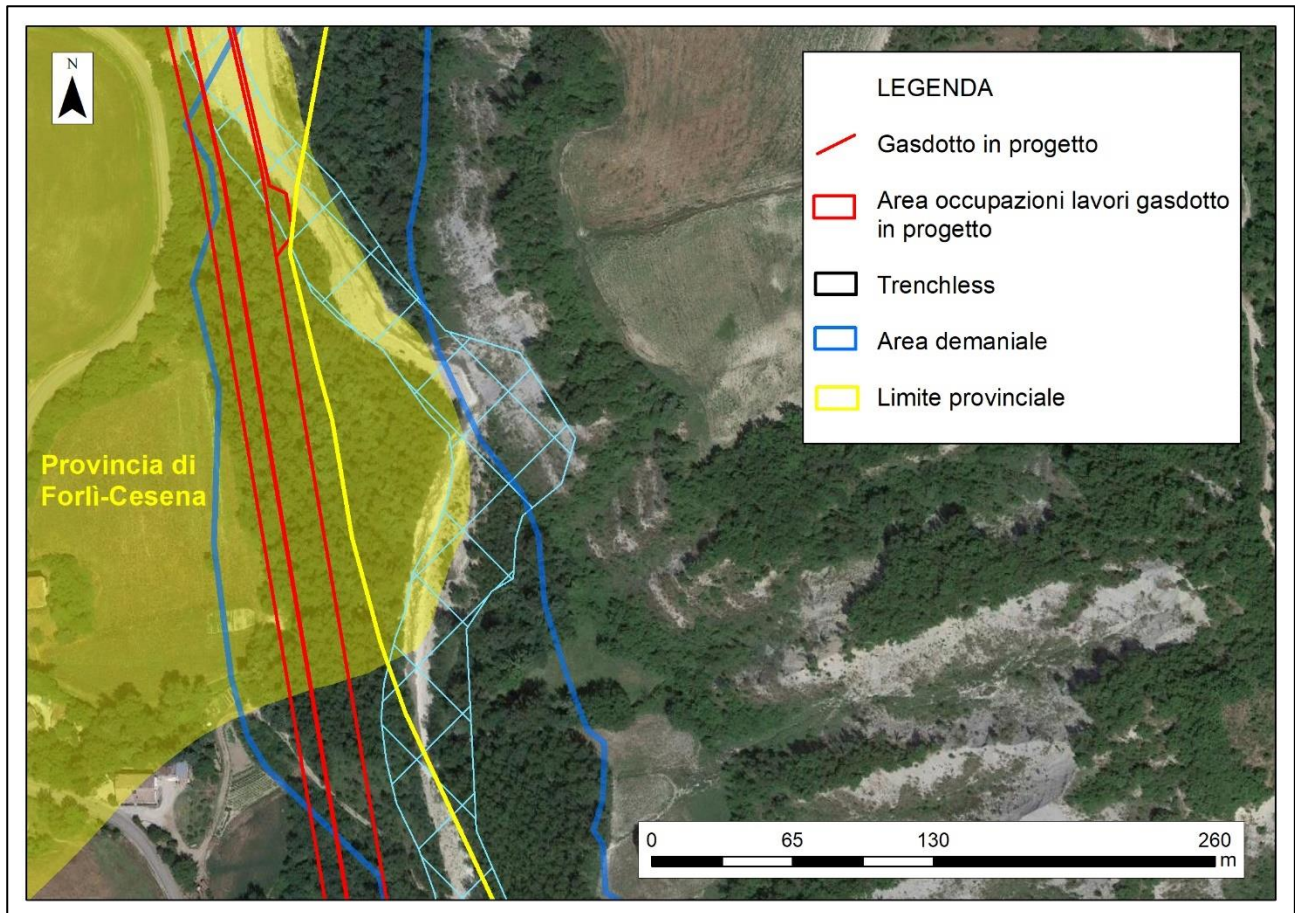 N
LEGENDA
Gasdotto in progetto
Area occupazioni lavori gasdotto
in progetto
Trenchless
Area demaniale
Limite provinciale
Provincia di
Forlì-Cesena
0 65 130 260
m